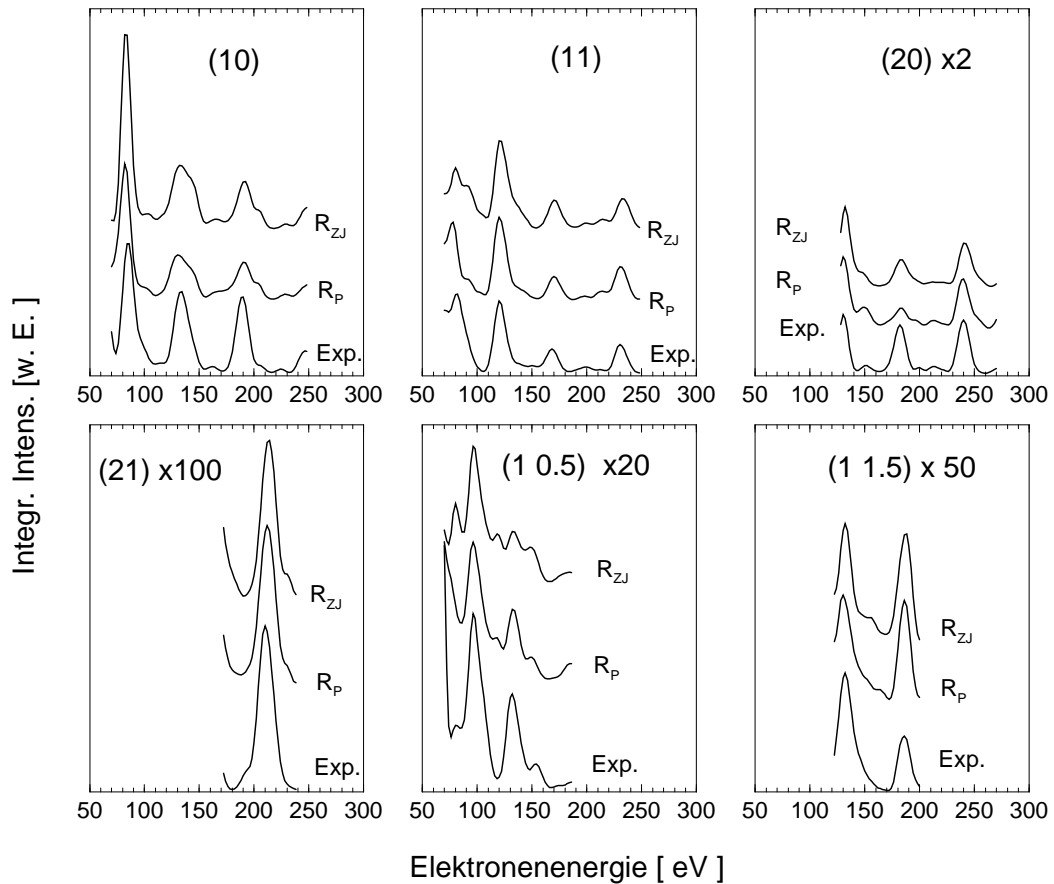 Integr. Intens. [w. E. ]
(10)
R_ZJ
R_P
Exp.
50 100 150 200 250 300
(11)
R_ZJ
R_P
Exp.
50 100 150 200 250 300
(20) x2
R_ZJ
R_P
Exp.
50 100 150 200 250 300
(21) x100
R_ZJ
R_P
Exp.
50 100 150 200 250 300
(1 0.5) x20
R_ZJ
R_P
Exp.
50 100 150 200 250 300
(1 1.5) x 50
R_ZJ
R_P
Exp.
50 100 150 200 250 300
Elektronenenergie [ eV ]